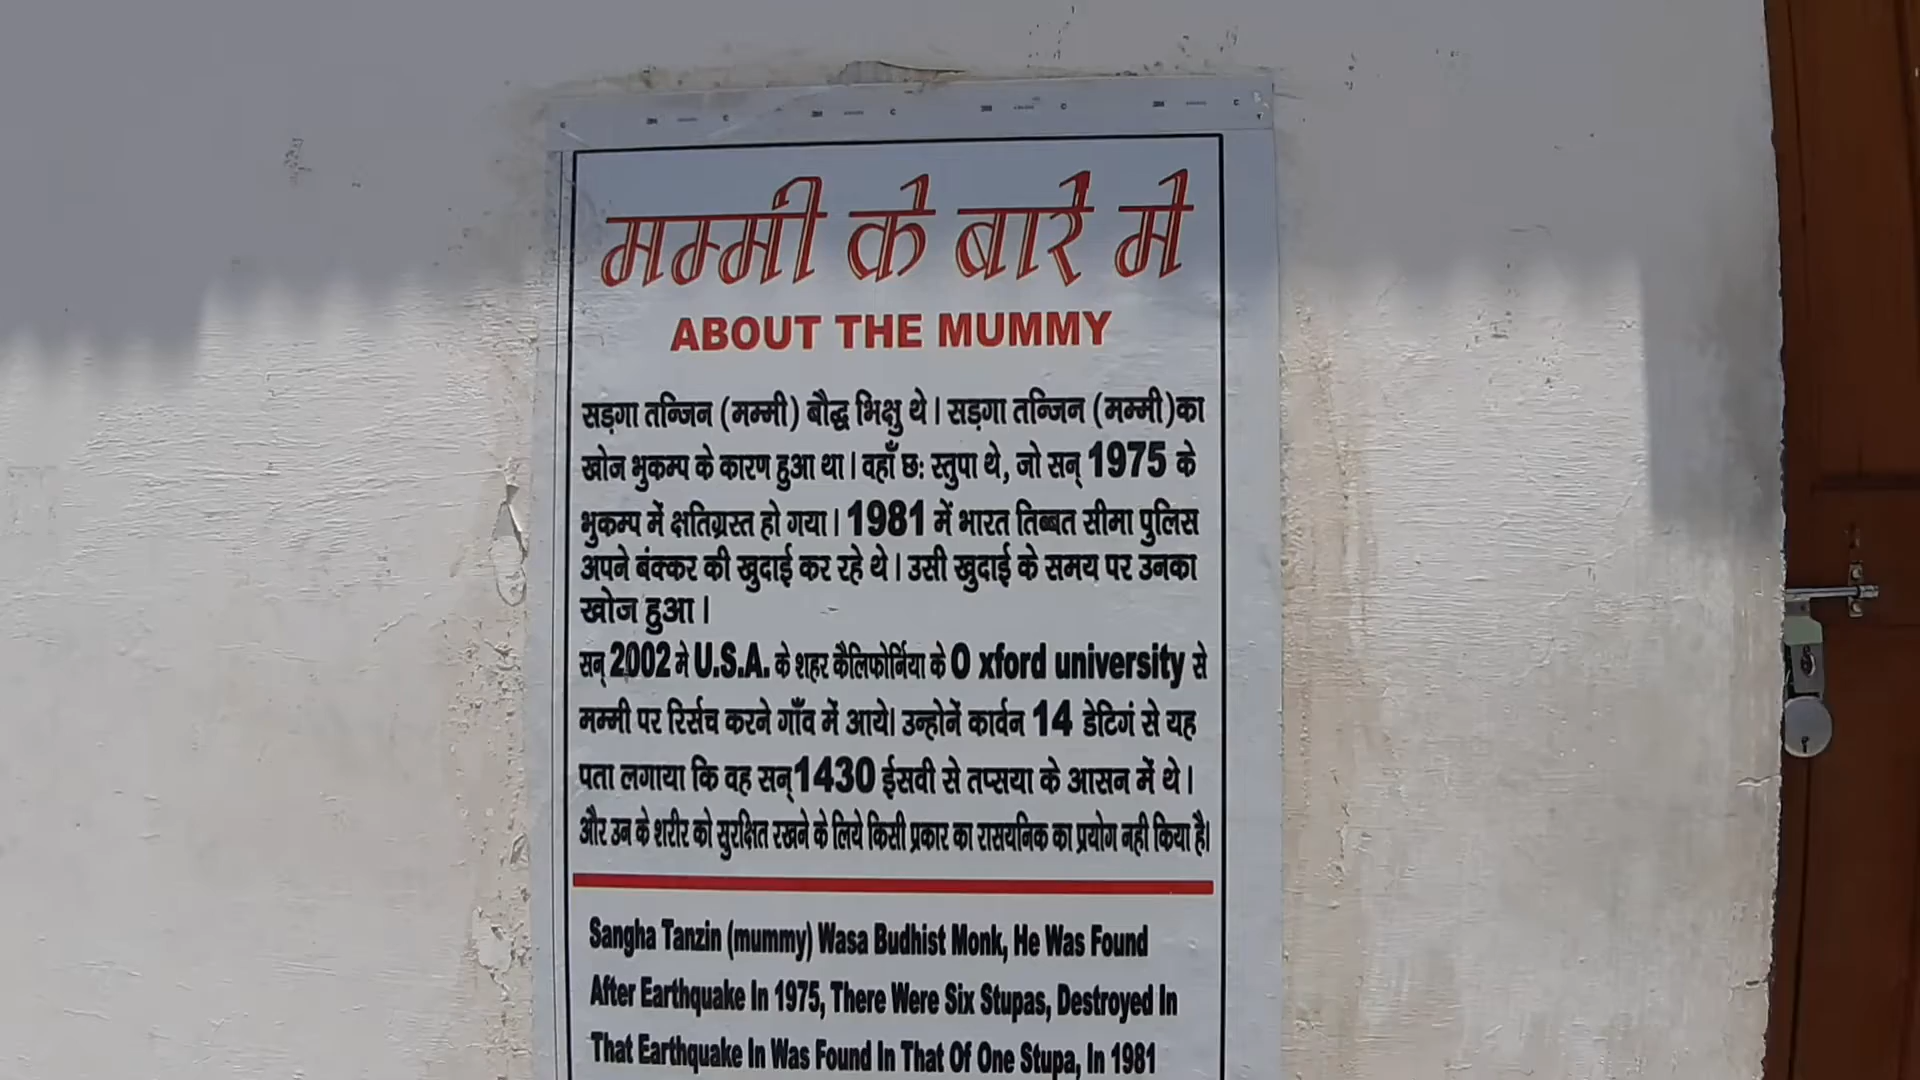 मम्मी के बारे मे
ABOUT THE MUMMY
सड़गा तन्जिन (मम्मी) बौद्ध भिक्षु थे। सड़गा तन्जिन (मम्मी)का
खोज भुकम्प के कारण हुआ था। वहाँ छः स्तुपा थे, जो सन् 1975 के
भुकम्प में क्षतिग्रस्त हो गया। 1981 में भारत तिब्बत सीमा पुलिस
अपने बंक्कर की खुदाई कर रहे थे। उसी खुदाई के समय पर उनका
खोज हुआ।
सन् 2002 मे U.S.A. के शहर कैलिफोर्निया के O xford university से
मम्मी पर रिर्सच करने गाँव में आये। उन्होनें कार्वन 14 डेटिगं से यह
पता लगाया कि वह सन् 1430 ईसवी से तप्सया के आसन में थे।
और उन के शरीर को सुरक्षित रखने के लिये किसी प्रकार का रासयनिक का प्रयोग नही किया है।
Sangha Tanzin (mummy) Wasa Budhist Monk, He Was Found
After Earthquake In 1975, There Were Six Stupas, Destroyed In
That Earthquake In Was Found In That Of One Stupa, In 1981